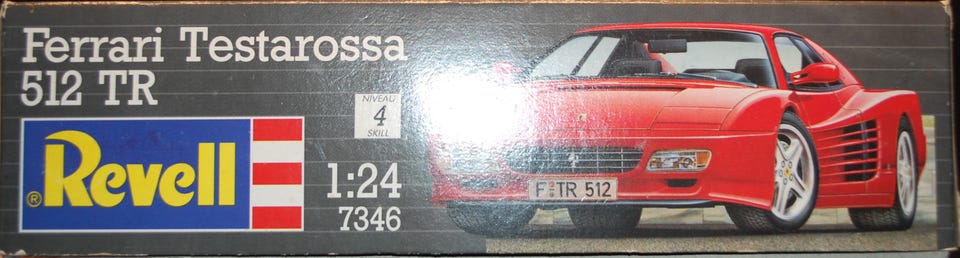 Ferrari Testarossa
512 TR
NIVEAU
4
SKILL
® Revell
1:24
7346
F TR 512